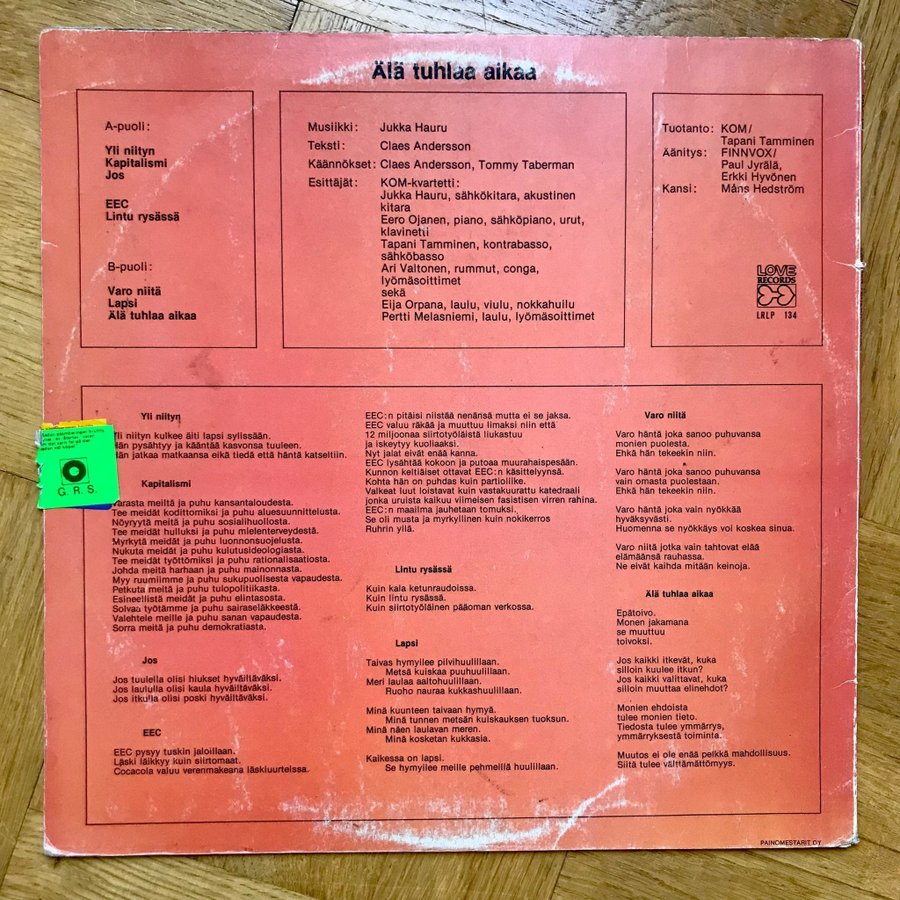 Älä tuhlaa aikaa
A-puoli:
Yli niityn
Kapitalismi
Jos
EEC
Lintu rysässä
B-puoli:
Varo niitä
Lapsi
Älä tuhlaa aikaa
Musiikki: Jukka Hauru
Teksti: Claes Andersson
Käännökset: Claes Andersson, Tommy Taberman
Esittäjät: KOM-kvartetti:
Jukka Hauru, sähkökitara, akustinen
kitara
Eero Ojanen, piano, sähköpiano, urut,
klavinetti
Tapani Tamminen, kontrabasso,
sähköbasso
Ari Valtonen, rummut, conga,
lyömäsoittimet
sekä
Eija Orpana, laulu, viulu, nokkahuilu
Pertti Melasniemi, laulu, lyömäsoittimet
Tuotanto: KOM/
Tapani Tamminen
Äänitys: FINNVOX/
Paul Jyrälä,
Erkki Hyvönen
Kansi: Måns Hedström
LOVE
RECORDS
LRLP 134
Yli niityn
Yli niityn kulkee äiti lapsi sylissään.
Hän pysähtyy ja kääntää kasvonsa tuuleen.
Hän jatkaa matkaansa eikä tiedä että häntä katseltiin.
Kapitalismi
Varasta meiltä ja puhu kansantaloudesta.
Tee meidät kodittomiksi ja puhu aluesuunnittelusta.
Nöyryytä meitä ja puhu sosialihuollosta.
Tee meidät hulluksi ja puhu mielenterveydestä.
Myrkytä meidät ja puhu luonnonsuojelusta.
Nukuta meidät ja puhu kulutusideologiasta.
Tee meidät työttömiksi ja puhu rationalisaatiosta.
Johda meitä harhaan ja puhu mainonnasta.
Myy ruumiimme ja puhu sukupuolisesta vapaudesta.
Petkuta meitä ja puhu tulopolitiikasta.
Esineellistä meidät ja puhu elintasosta.
Solvaa työtämme ja puhu sairaseläkkeestä.
Valehtele meille ja puhu sanan vapaudesta.
Sorra meitä ja puhu demokratiasta.
Jos
Jos tuulella olisi hiukset hyväiltäväksi.
Jos laululla olisi kaula hyväiltäväksi.
Jos itkulla olisi poski hyväiltäväksi.
EEC
EEC pysyy tuskin jaloillaan.
Läski läikkyy kuin siirtomaat.
Cocacola valuu verenmakeana läskiuurteissa.
EEC:n pitäisi niistää nenänsä mutta ei se jaksa.
EEC valuu räkää ja muuttuu limaksi niin että
12 miljoonaa siirtotyöläistä liukastuu
ja iskeytyy kuoliaaksi.
Nyt jalat eivät enää kanna.
EEC lysähtää kokoon ja putoaa muurahaispesään.
Kunnon keltiäiset ottavat EEC:n käsittelyynsä.
Kohta hän on puhdas kuin partioliike.
Valkeat luut loistavat kuin vastakuurattu katedraali
jonka uruista kaikuu viimeisen fasistisen virren rahina.
EEC:n maailma jauhetaan tomuksi.
Se oli musta ja myrkyllinen kuin nokikerros
Ruhrin yllä.
Lintu rysässä
Kuin kala ketunraudoissa.
Kuin lintu rysässä.
Kuin siirtotyöläinen pääoman verkossa.
Lapsi
Taivas hymyilee pilvihuulillaan.
Metsä kuiskaa puuhuulillaan.
Meri laulaa aaltohuulillaan.
Ruoho nauraa kukkashuulillaan.
Minä kuunteen taivaan hymyä.
Minä tunnen metsän kuiskauksen tuoksun.
Minä näen laulavan meren.
Minä kosketan kukkasia.
Kaikessa on lapsi.
Se hymyilee meille pehmeillä huulillaan.
Varo niitä
Varo häntä joka sanoo puhuvansa
monien puolesta.
Ehkä hän tekeekin niin.
Varo häntä joka sanoo puhuvansa
vain omasta puolestaan.
Ehkä hän tekeekin niin.
Varo häntä joka vain nyökkää
hyväksyvästi.
Huomenna se nyökkäys voi koskea sinua.
Varo niitä jotka vain tahtovat elää
elämäänsä rauhassa.
Ne eivät kaihda mitään keinoja.
Älä tuhlaa aikaa
Epätoivo.
Monen jakamana
se muuttuu
toivoksi.
Jos kaikki itkevät, kuka
silloin kuulee itkun?
Jos kaikki valittavat, kuka
silloin muuttaa elinehdot?
Monien ehdoista
tulee monien tieto.
Tiedosta tulee ymmärrys,
ymmärryksestä toiminta.
Muutos ei ole enää pelkkä mahdollisuus.
Siitä tulee välttämättömyys.
G. R. S.
PAINOMESTARIT OY